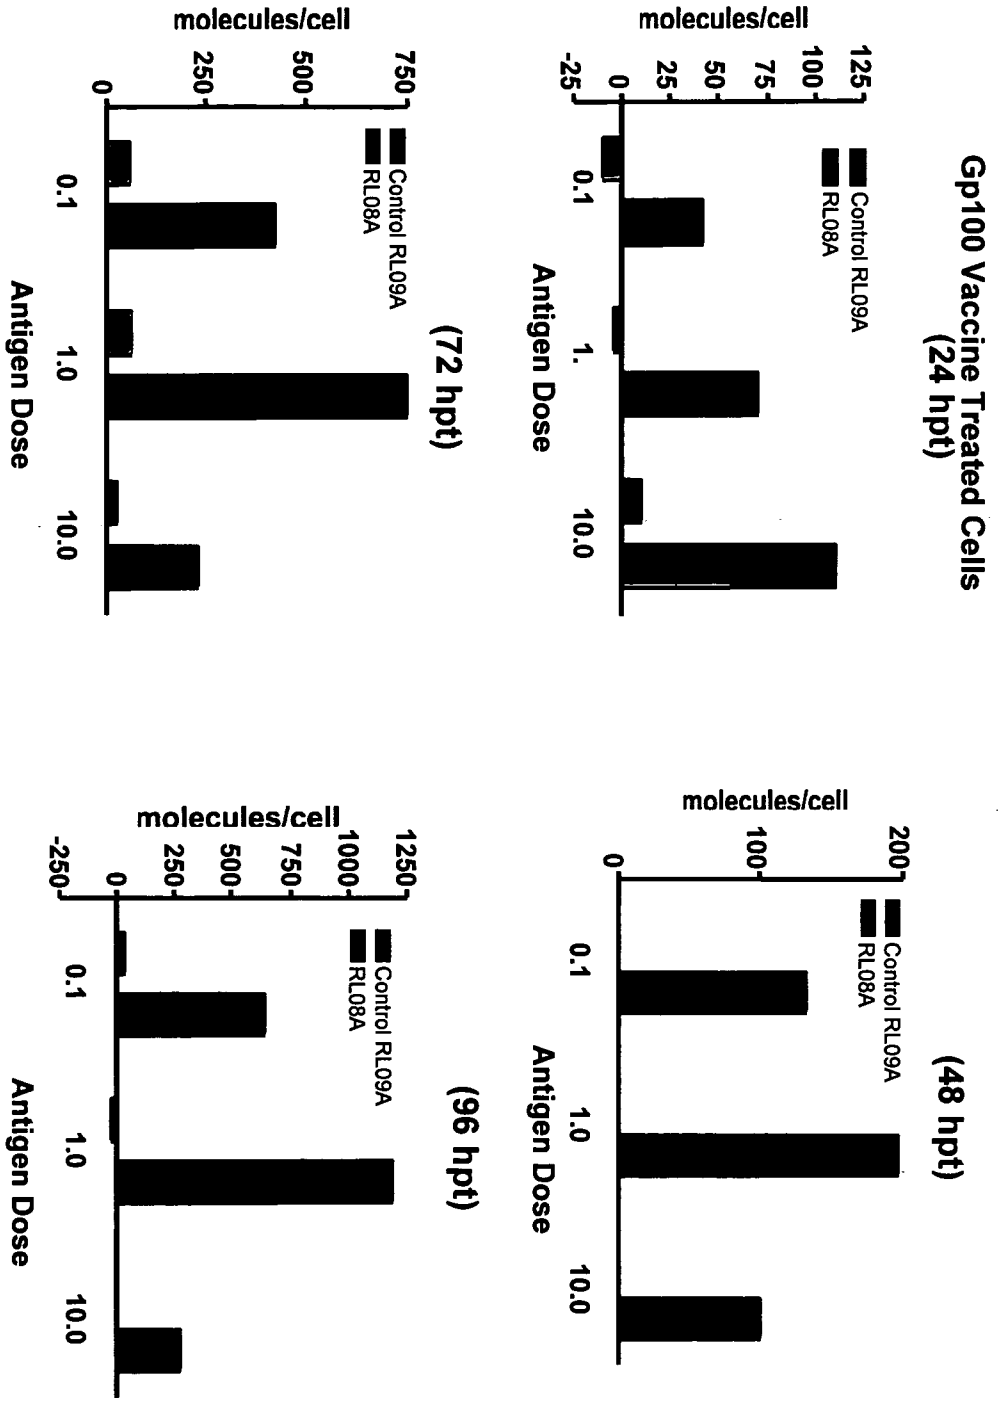 Gp100 Vaccine Treated Cells
(24 hpt)
molecules/cell
125
100
75
50
25
0
-25
Control RL09A
RL08A
0.1
1.
10.0
Antigen Dose
(48 hpt)
molecules/cell
200
100
0
Control RL09A
RL08A
0.1
1.0
10.0
Antigen Dose
(72 hpt)
molecules/cell
750
500
250
0
Control RL09A
RL08A
0.1
1.0
10.0
Antigen Dose
(96 hpt)
molecules/cell
1250
1000
750
500
250
0
-250
Control RL09A
RL08A
0.1
1.0
10.0
Antigen Dose